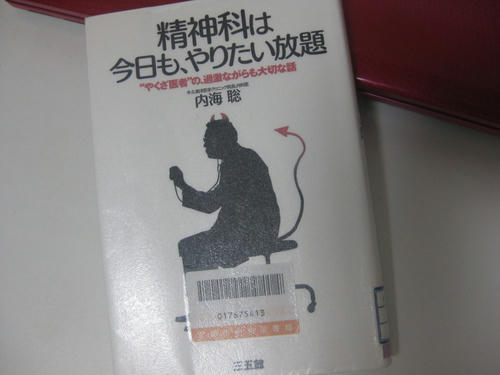 精神科は
今日も、やりたい放題
"やくざ医者"の、過激ながらも大切な話
内海 聡
017675613
三五館